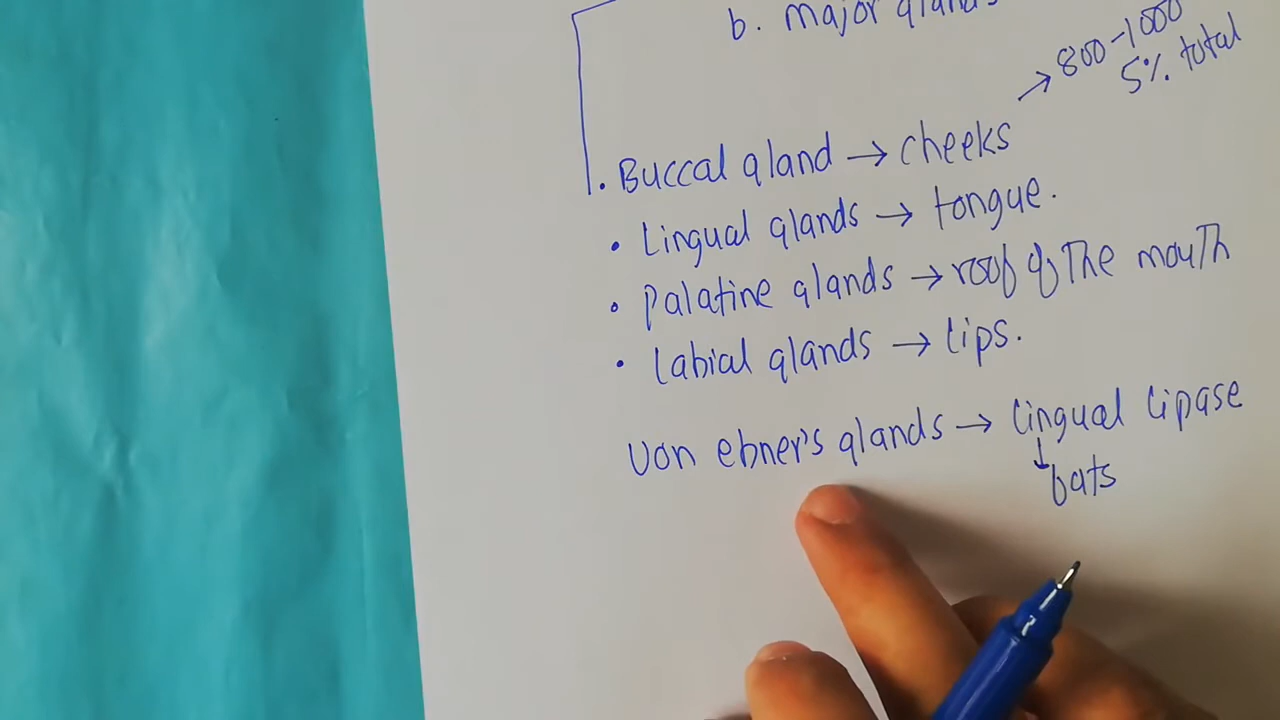 b. major glands
→ 800-1000
5% total
. Buccal gland → cheeks
• Lingual glands → tongue.
• Palatine glands → roof of The mouTh
• Labial glands → lips.
Von ebner's glands → lingual lipase
↓
fats